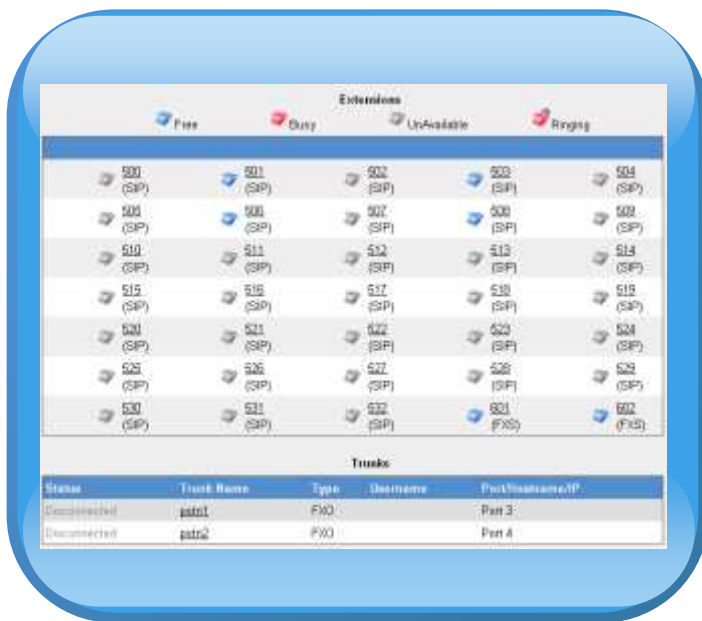 Extensions
Free Busy UnAvailable Ringing
500 501 502 503 504
(SIP) (SIP) (SIP) (SIP) (SIP)
505 506 507 508 509
(SIP) (SIP) (SIP) (SIP) (SIP)
510 511 512 513 514
(SIP) (SIP) (SIP) (SIP) (SIP)
515 516 517 518 519
(SIP) (SIP) (SIP) (SIP) (SIP)
520 521 522 523 524
(SIP) (SIP) (SIP) (SIP) (SIP)
525 526 527 528 529
(SIP) (SIP) (SIP) (SIP) (SIP)
530 531 532 601 602
(SIP) (SIP) (SIP) (FXS) (FXS)
Trunks
Status Trunk Name Type Username Port/Hostname/IP
Disconnected pstn1 FXO Port 3
Disconnected pstn2 FXO Port 4